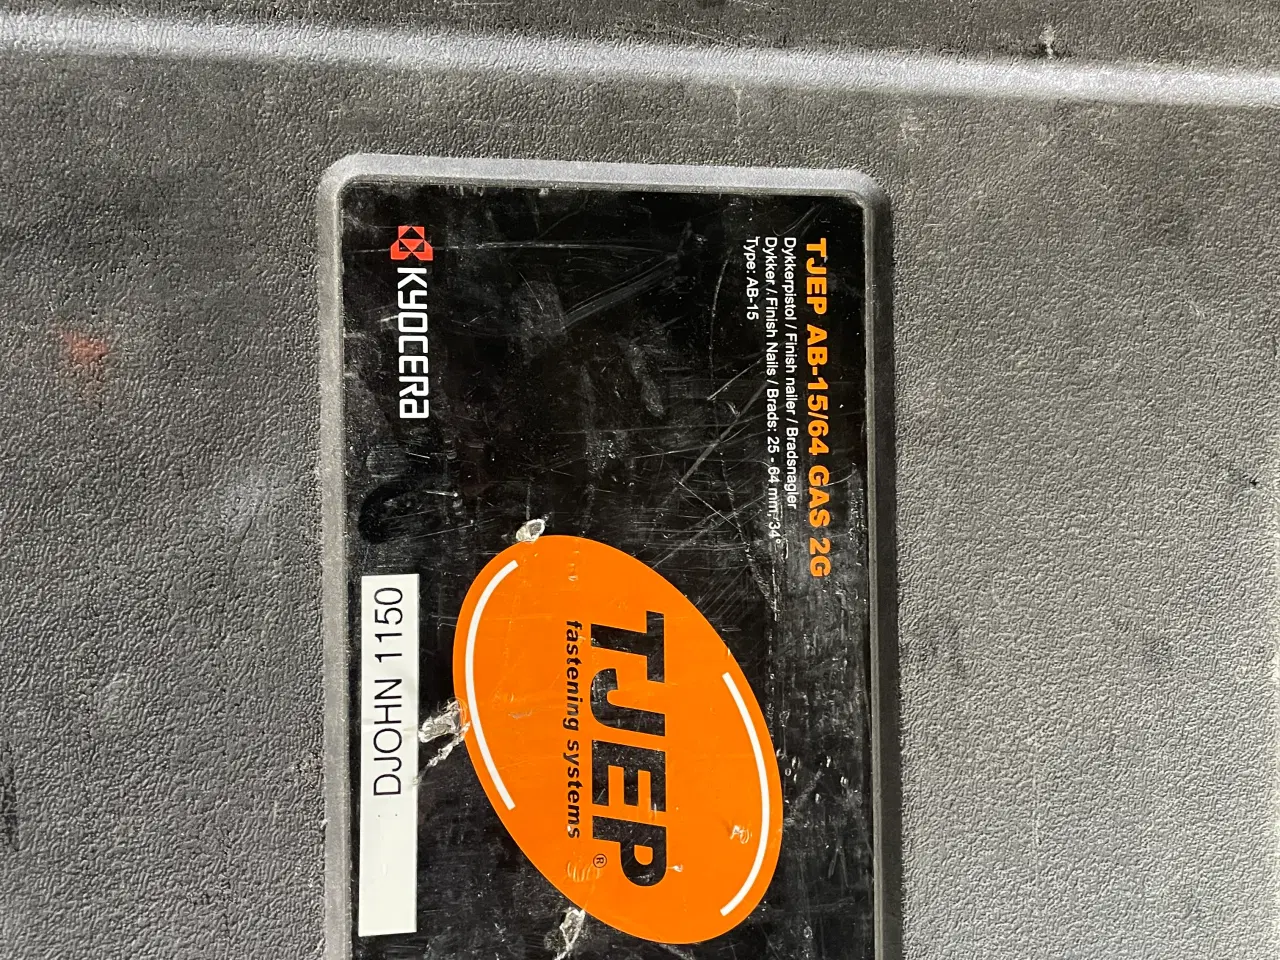 TJEP AB-15/64 GAS 2G
Dykkerpistol / Finish nailer / Bradsnagler
Dykker / Finish Nails / Brads: 25 - 64 mm, 34°
Type: AB-15
TJEP®
fastening systems
KYOCERA
DJOHN 1150